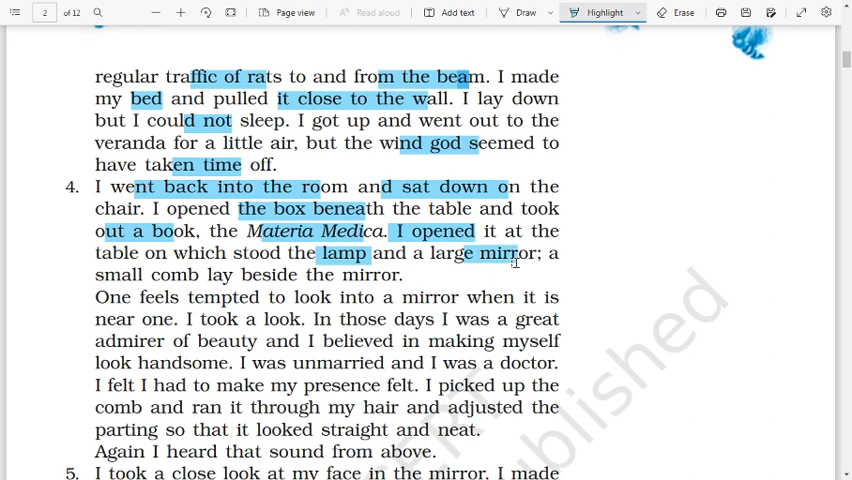 2 of 12 Page view Read aloud Add text Draw Highlight Erase
regular traffic of rats to and from the beam. I made
my bed and pulled it close to the wall. I lay down
but I could not sleep. I got up and went out to the
veranda for a little air, but the wind god seemed to
have taken time off.
4. I went back into the room and sat down on the
chair. I opened the box beneath the table and took
out a book, the Materia Medica. I opened it at the
table on which stood the lamp and a large mirror; a
small comb lay beside the mirror.
One feels tempted to look into a mirror when it is
near one. I took a look. In those days I was a great
admirer of beauty and I believed in making myself
look handsome. I was unmarried and I was a doctor.
I felt I had to make my presence felt. I picked up the
comb and ran it through my hair and adjusted the
parting so that it looked straight and neat.
Again I heard that sound from above.
5. I took a close look at my face in the mirror. I made